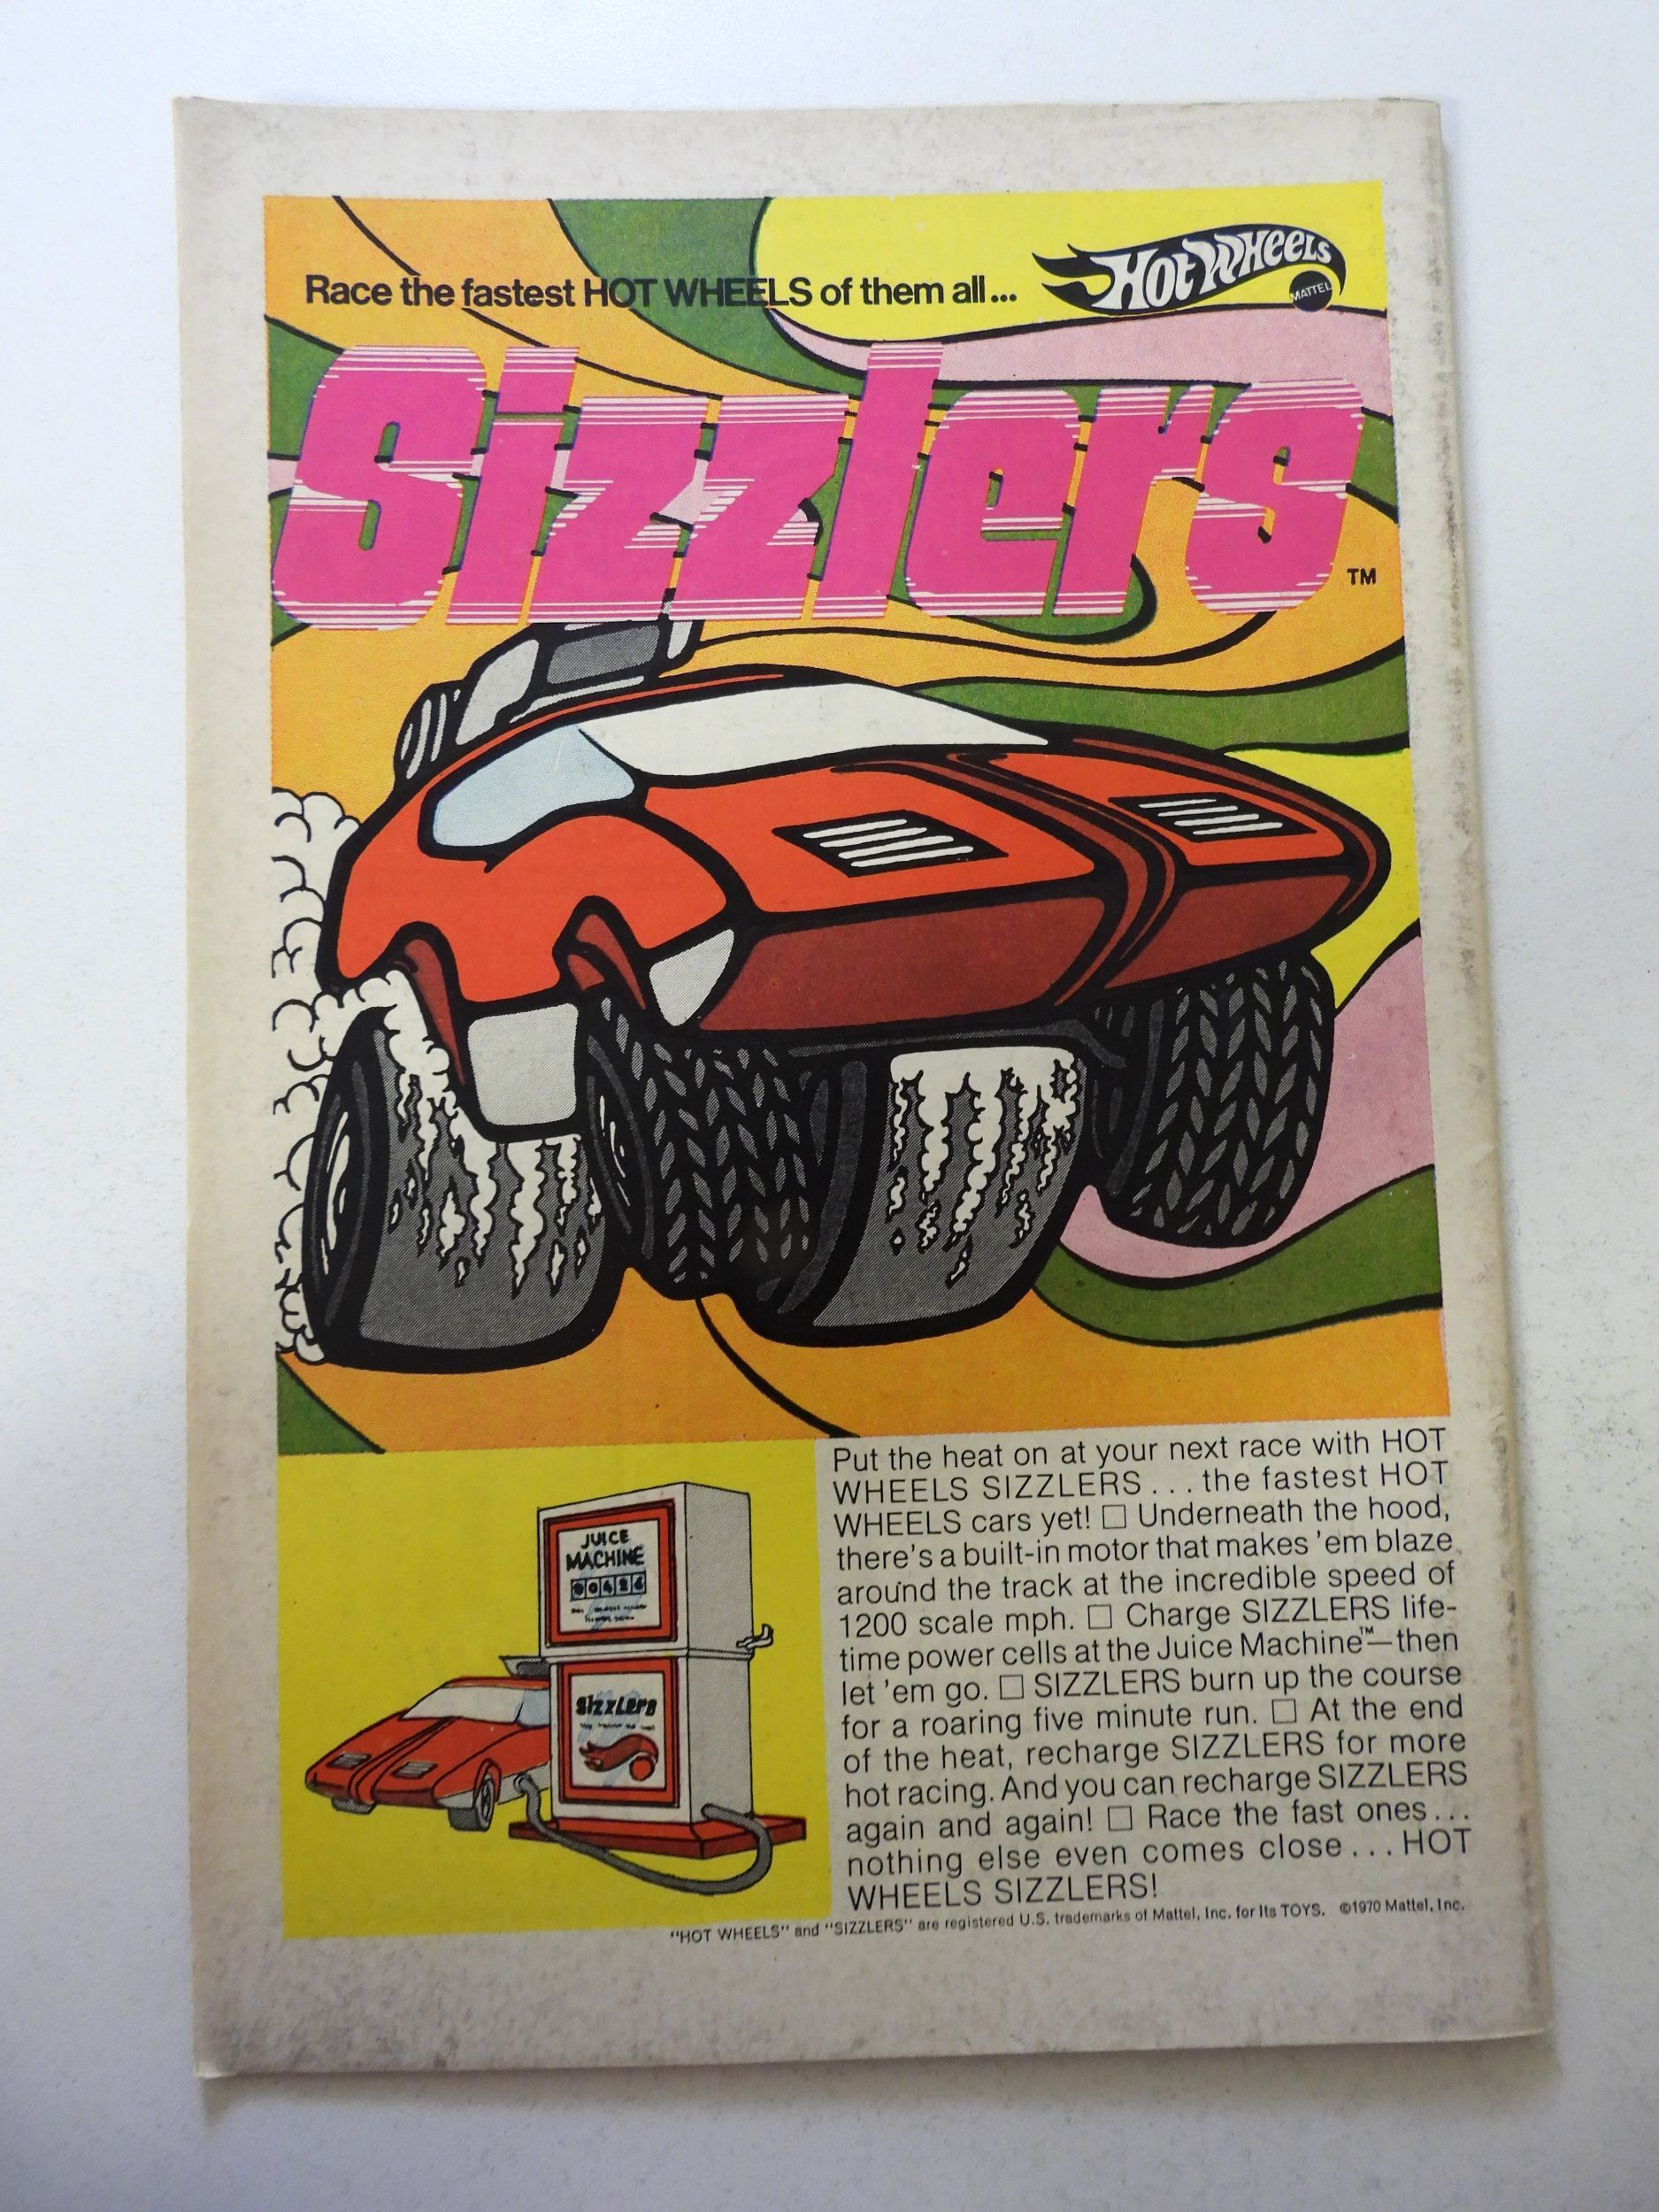 Race the fastest HOT WHEELS of them all...
Hot Wheels
MATTEL
Sizzlers
TM
Put the heat on at your next race with HOT
WHEELS SIZZLERS... the fastest HOT
WHEELS cars yet! □ Underneath the hood,
there's a built-in motor that makes 'em blaze
around the track at the incredible speed of
1200 scale mph. □ Charge SIZZLERS life-
time power cells at the Juice Machine™—then
let 'em go. □ SIZZLERS burn up the course
for a roaring five minute run. □ At the end
of the heat, recharge SIZZLERS for more
hot racing. And you can recharge SIZZLERS
again and again! □ Race the fast ones...
nothing else even comes close... HOT
WHEELS SIZZLERS!
JUICE
MACHINE
00426
Sizzlers
"HOT WHEELS" and "SIZZLERS" are registered U.S. trademarks of Mattel, Inc. for Its TOYS. ©1970 Mattel, Inc.